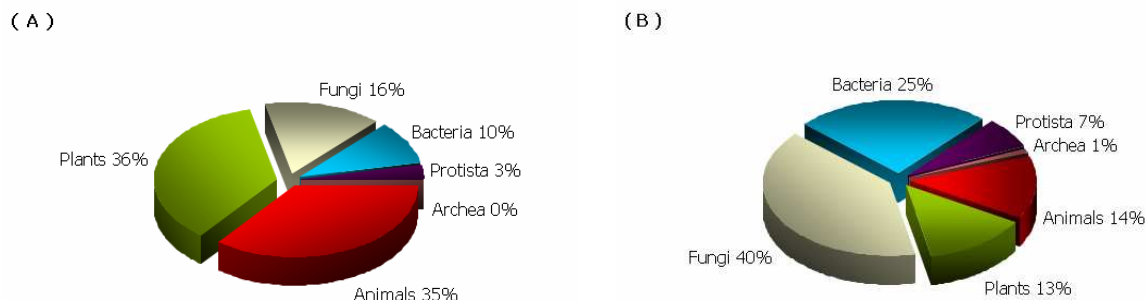 ( A )
Fungi 16%
Bacteria 10%
Plants 36%
Protista 3%
Archea 0%
Animals 35%
( B )
Bacteria 25%
Protista 7%
Archea 1%
Animals 14%
Fungi 40%
Plants 13%